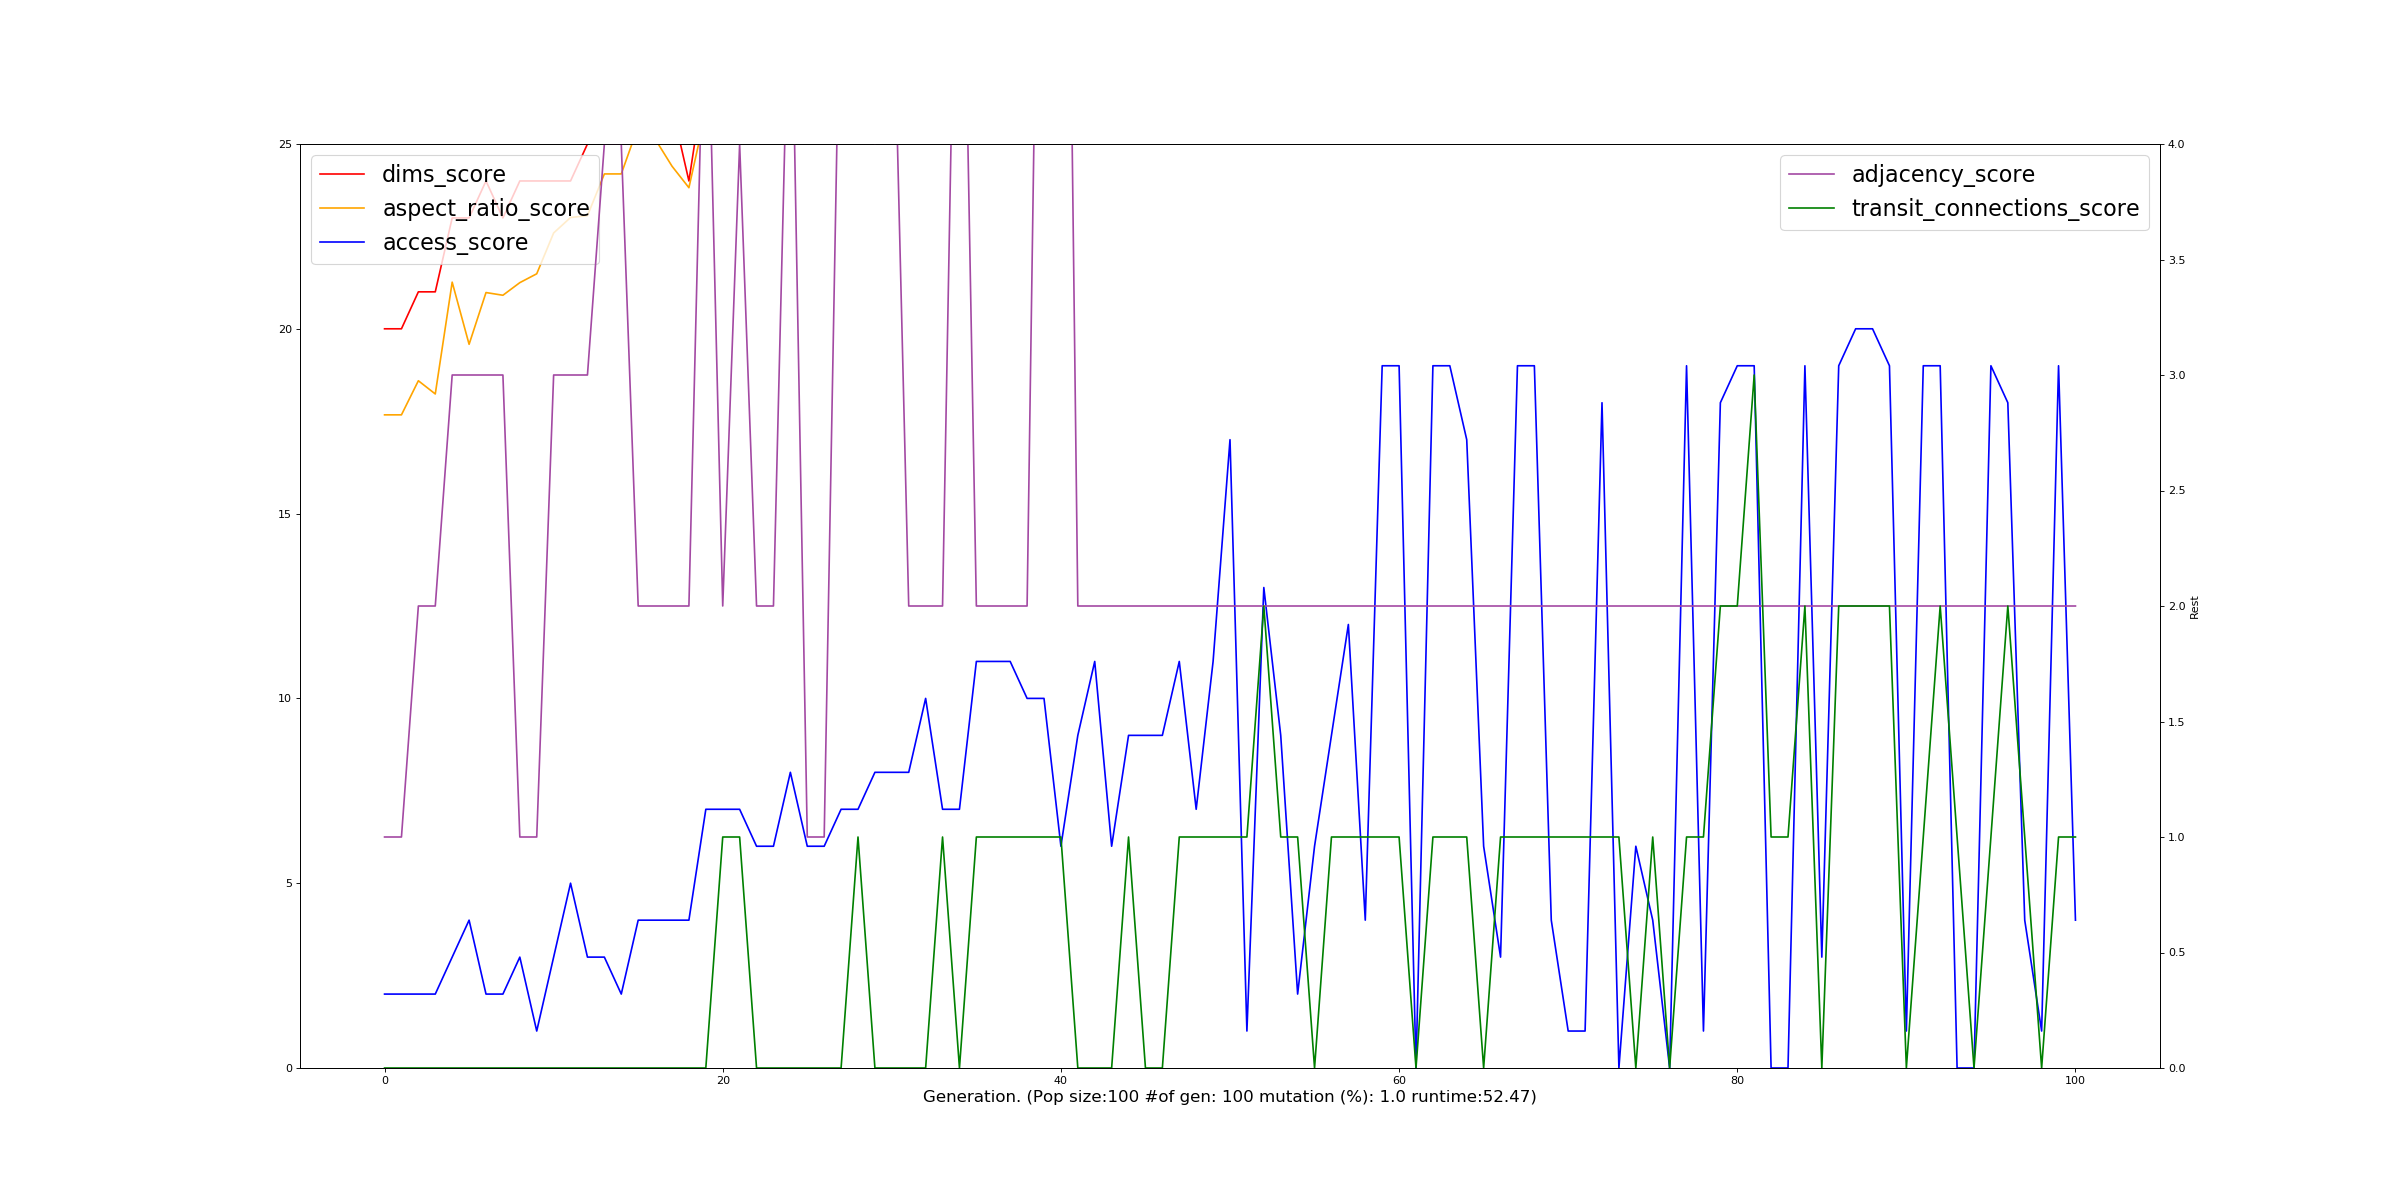 dims_score
aspect_ratio_score
access_score
adjacency_score
transit_connections_score
25
20
15
10
5
0
4.0
3.5
3.0
2.5
2.0
1.5
1.0
0.5
0.0
Rest
0 20 40 60 80 100
Generation. (Pop size:100 #of gen: 100 mutation (%): 1.0 runtime:52.47)